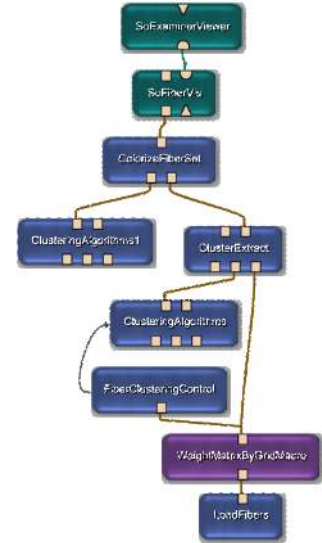 SoExaminerViewer
SoFiberVis
ColorizeFiberSet
ClusteringAlgorithms1
ClusterExtract
ClusteringAlgorithms
FiberClusteringControl
WeightMatrixByGridMacro
LoadFibers